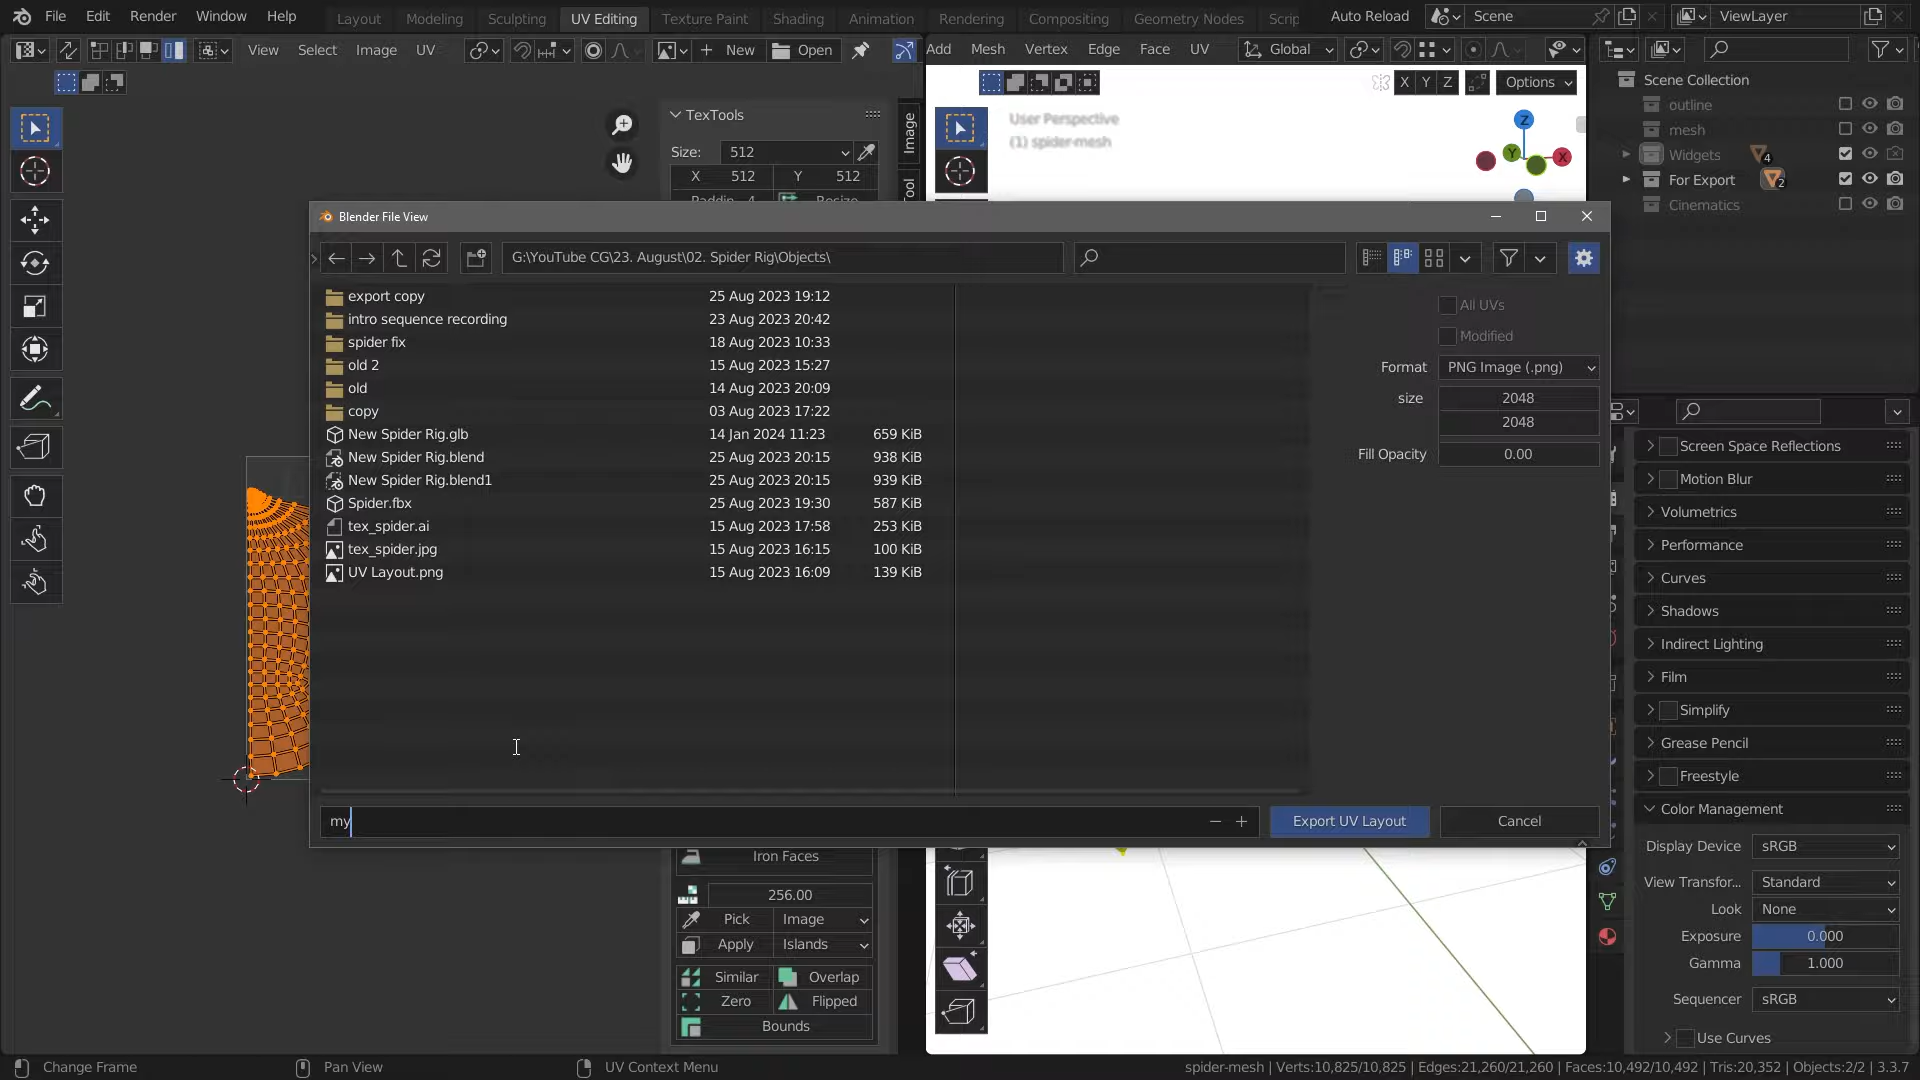 File Edit Render Window Help Layout Modeling Sculpting UV Editing Texture Paint Shading Animation Rendering Compositing Geometry Nodes Scrip Auto Reload Scene ViewLayer
View Select Image UV New Open Add Mesh Vertex Edge Face UV Global
X Y Z Options
TexTools
Size: 512
X 512 Y 512
Image
Tool
User Perspective
(1) spider-mesh
Z
Y
X
Scene Collection
outline
mesh
Widgets 4
For Export 2
Cinematics
Blender File View
G:\YouTube CG\23. August\02. Spider Rig\Objects\
export copy 25 Aug 2023 19:12
intro sequence recording 23 Aug 2023 20:42
spider fix 18 Aug 2023 10:33
old 2 15 Aug 2023 15:27
old 14 Aug 2023 20:09
copy 03 Aug 2023 17:22
New Spider Rig.glb 14 Jan 2024 11:23 659 KiB
New Spider Rig.blend 25 Aug 2023 20:15 938 KiB
New Spider Rig.blend1 25 Aug 2023 20:15 939 KiB
Spider.fbx 25 Aug 2023 19:30 587 KiB
tex_spider.ai 15 Aug 2023 17:58 253 KiB
tex_spider.jpg 15 Aug 2023 16:15 100 KiB
UV Layout.png 15 Aug 2023 16:09 139 KiB
All UVs
Modified
Format PNG Image (.png)
size 2048
2048
Fill Opacity 0.00
my
Export UV Layout Cancel
Iron Faces
256.00
Pick Image
Apply Islands
Similar Overlap
Zero Flipped
Bounds
Screen Space Reflections
Motion Blur
Volumetrics
Performance
Curves
Shadows
Indirect Lighting
Film
Simplify
Grease Pencil
Freestyle
Color Management
Display Device sRGB
View Transfor... Standard
Look None
Exposure 0.000
Gamma 1.000
Sequencer sRGB
Use Curves
Change Frame Pan View UV Context Menu spider-mesh | Verts:10,825/10,825 | Edges:21,260/21,260 | Faces:10,492/10,492 | Tris:20,352 | Objects:2/2 | 3.3.7